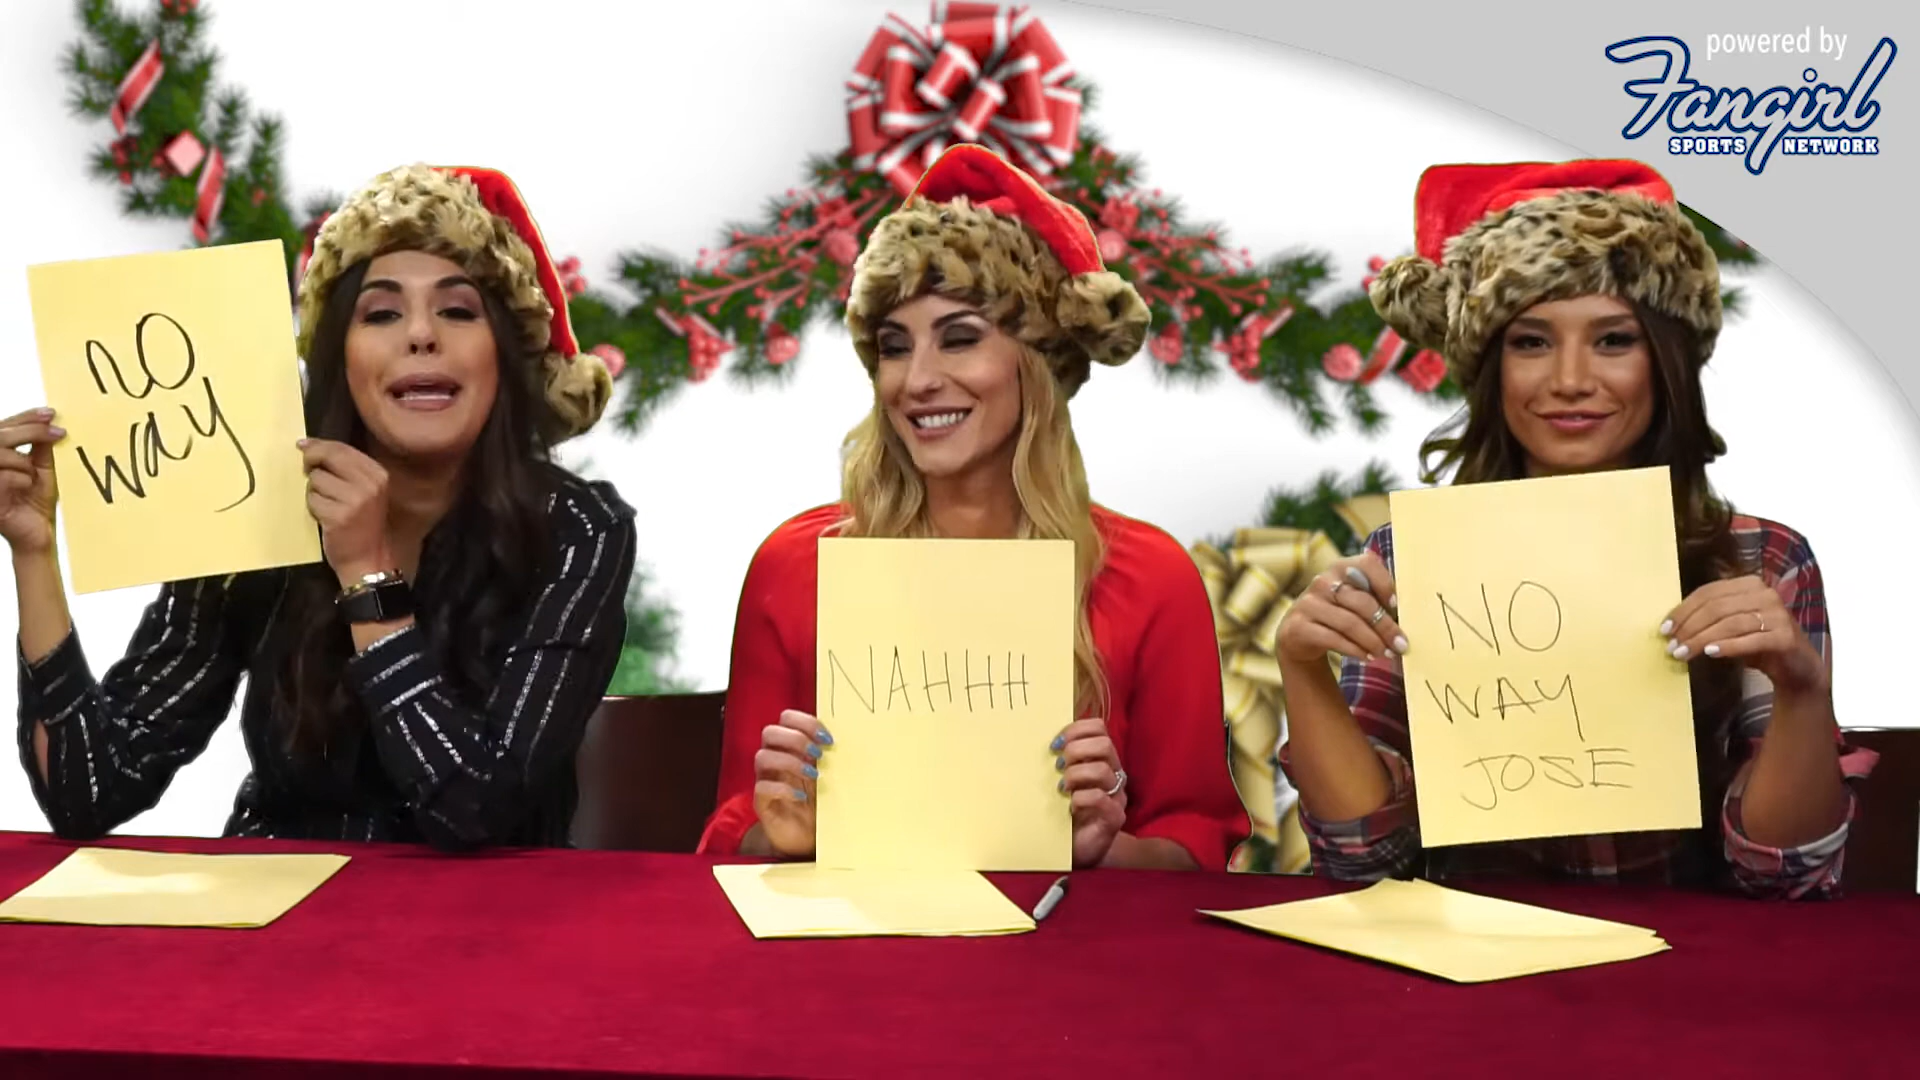 powered by
Fangirl
SPORTS NETWORK
no
way
NAHHH
NO
WAY
JOSE